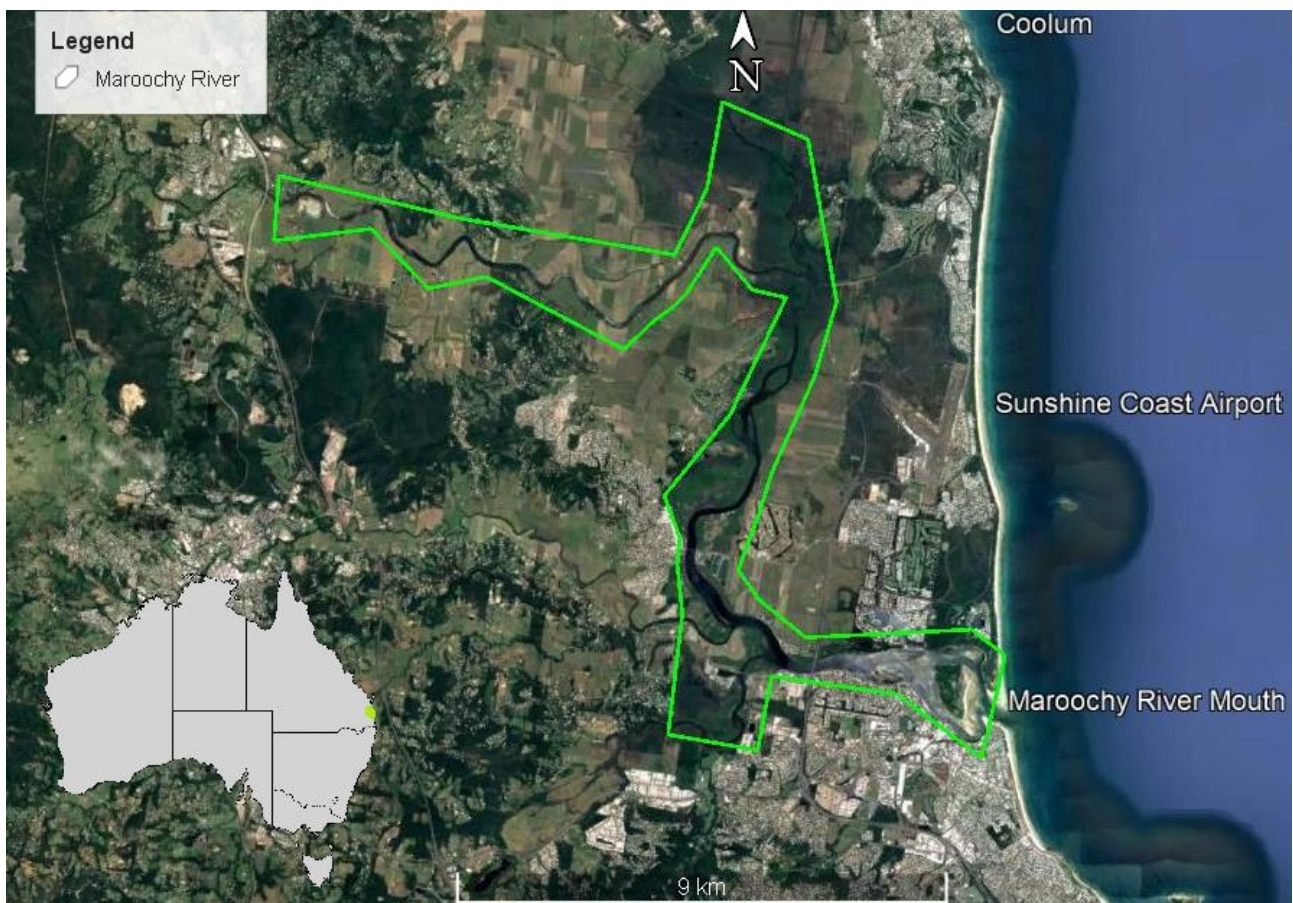 Legend
Maroochy River
N
Coolum
Sunshine Coast Airport
Maroochy River Mouth
9 km